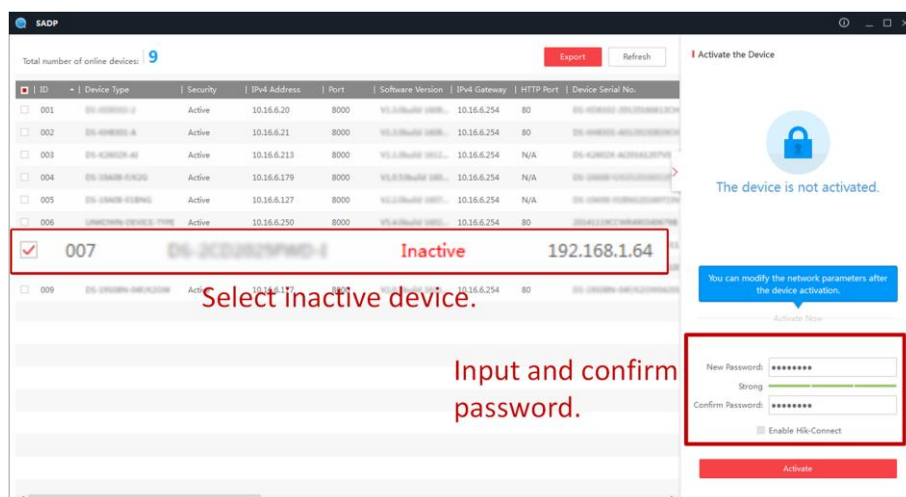 SADP
Total number of online devices: 9
Export Refresh
Activate the Device
ID Device Type Security IPv4 Address Port Software Version IPv4 Gateway HTTP Port Device Serial No.
001 Active 10.16.6.20 8000 10.16.6.254 80
002 Active 10.16.6.21 8000 10.16.6.254 80
003 Active 10.16.6.213 8000 10.16.6.254 N/A
004 Active 10.16.6.179 8000 10.16.6.254 N/A
005 Active 10.16.6.127 8000 10.16.6.254 N/A
006 Active 10.16.6.250 8000 10.16.6.254 80
007 Inactive 192.168.1.64
009 8000 10.16.6.254 80
Select inactive device.
The device is not activated.
You can modify the network parameters after
the device activation.
Activate Now
Input and confirm
password.
New Password: ••••••••
Strong
Confirm Password: ••••••••
Enable Hik-Connect
Activate